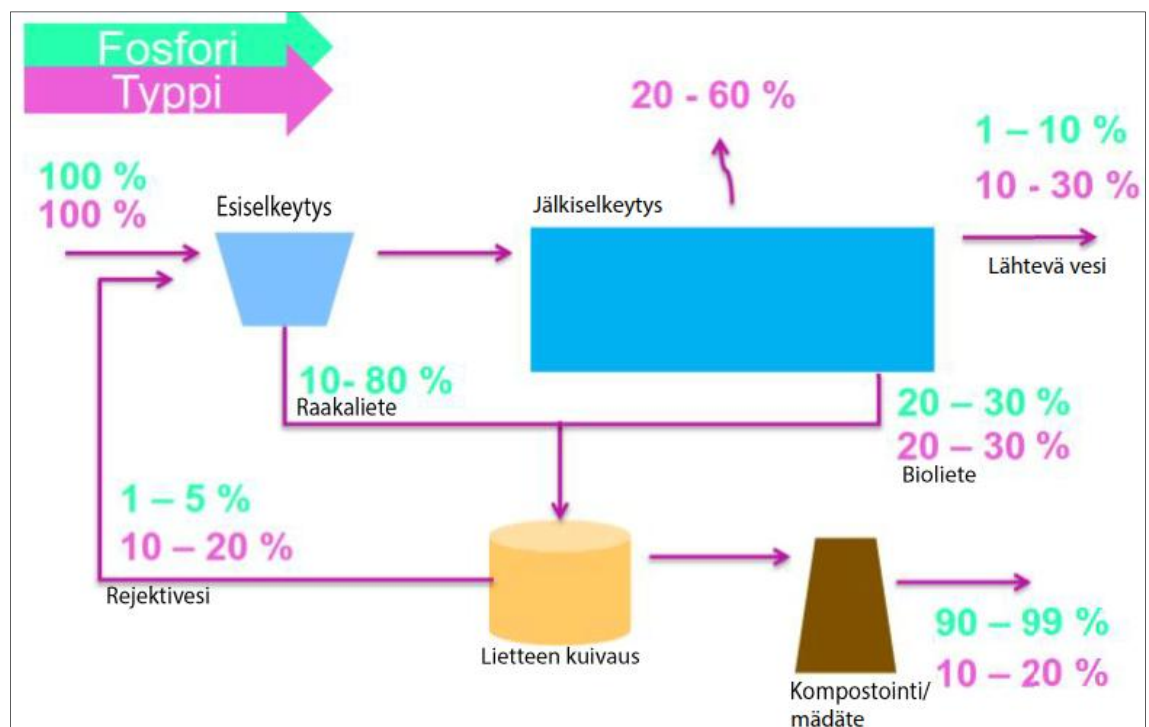 Fosfori
Typpi
20 - 60 %
1 – 10 %
10 - 30 %
100 %
100 %
Esiselkeytys
Jälkiselkeytys
Lähtevä vesi
10- 80 %
Raakaliete
20 – 30 %
20 – 30 %
Bioliete
1 – 5 %
10 – 20 %
Rejektivesi
Lietteen kuivaus
90 – 99 %
10 – 20 %
Kompostointi/
mädäte